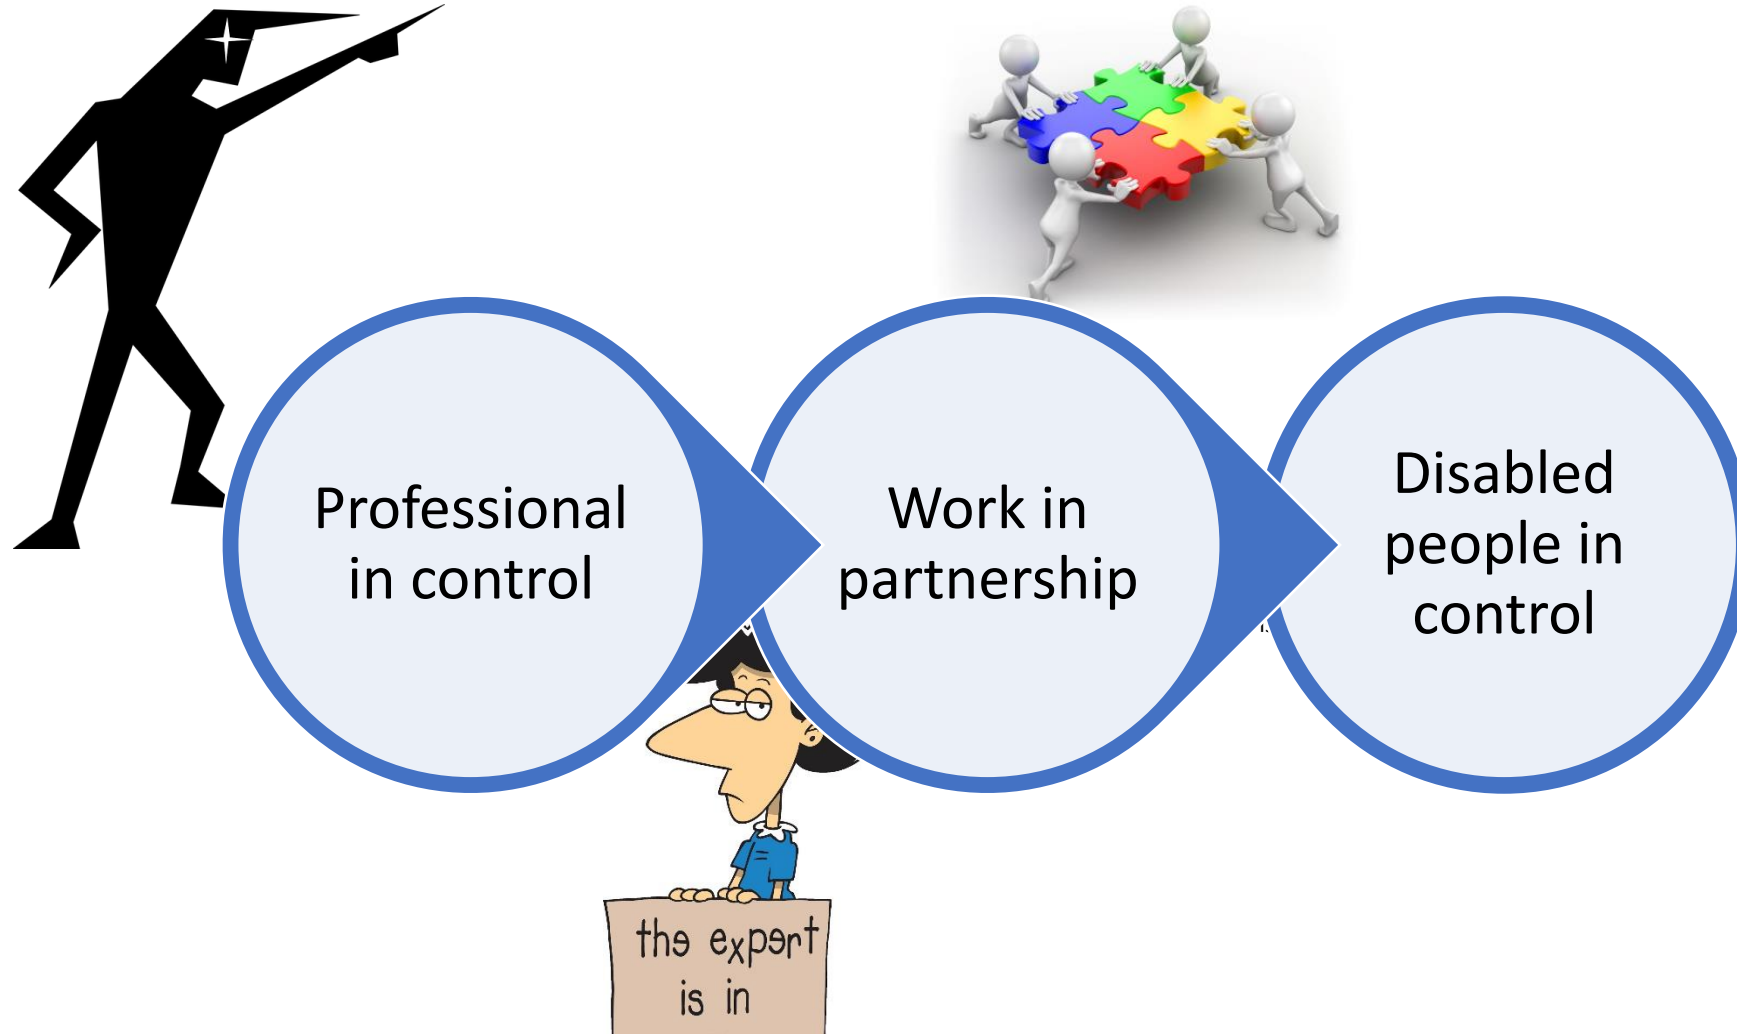 Professional
in control
Work in
partnership
Disabled
people in
control
the expert
is in